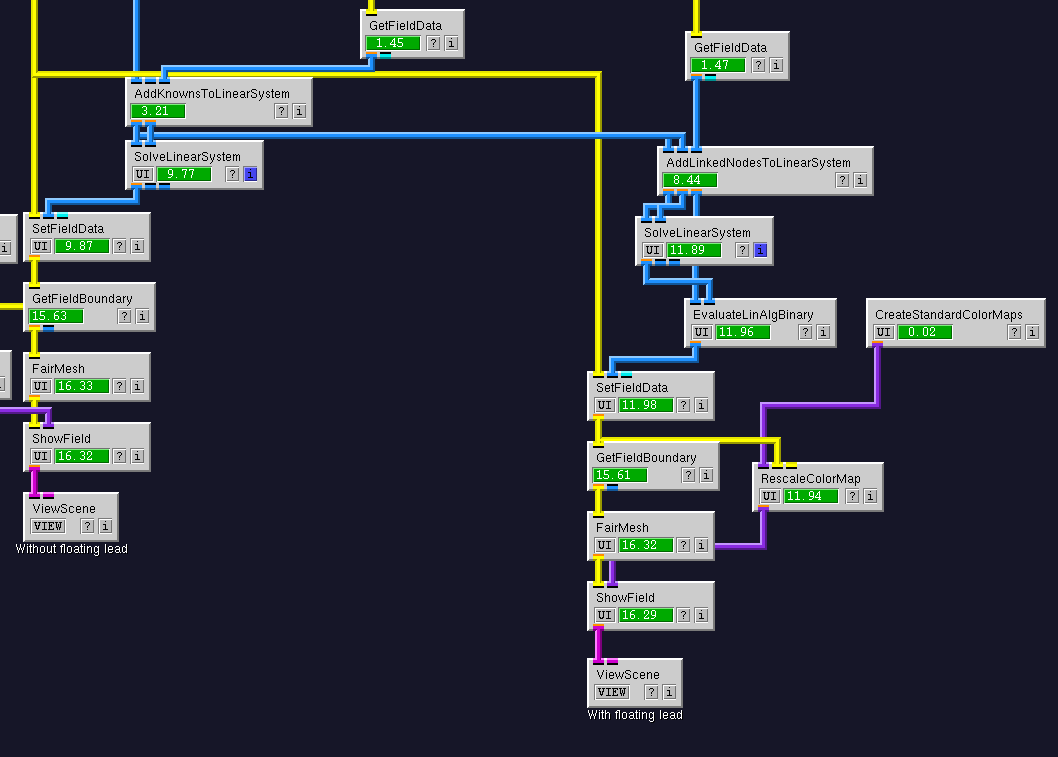 GetFieldData
1.45 ? i
GetFieldData
1.47 ? i
AddKnownsToLinearSystem
3.21 ? i
SolveLinearSystem
UI 9.77 ? i
AddLinkedNodesToLinearSystem
8.44 ? i
i
SetFieldData
UI 9.87 ? i
SolveLinearSystem
UI 11.89 ? i
GetFieldBoundary
15.63 ? i
EvaluateLinAlgBinary
UI 11.96 ? i
CreateStandardColorMaps
UI 0.02 ? i
FairMesh
UI 16.33 ? i
SetFieldData
UI 11.98 ? i
ShowField
UI 16.32 ? i
GetFieldBoundary
15.61 ? i
RescaleColorMap
UI 11.94 ? i
ViewScene
VIEW ? i
Without floating lead
FairMesh
UI 16.32 ? i
ShowField
UI 16.29 ? i
ViewScene
VIEW ? i
With floating lead